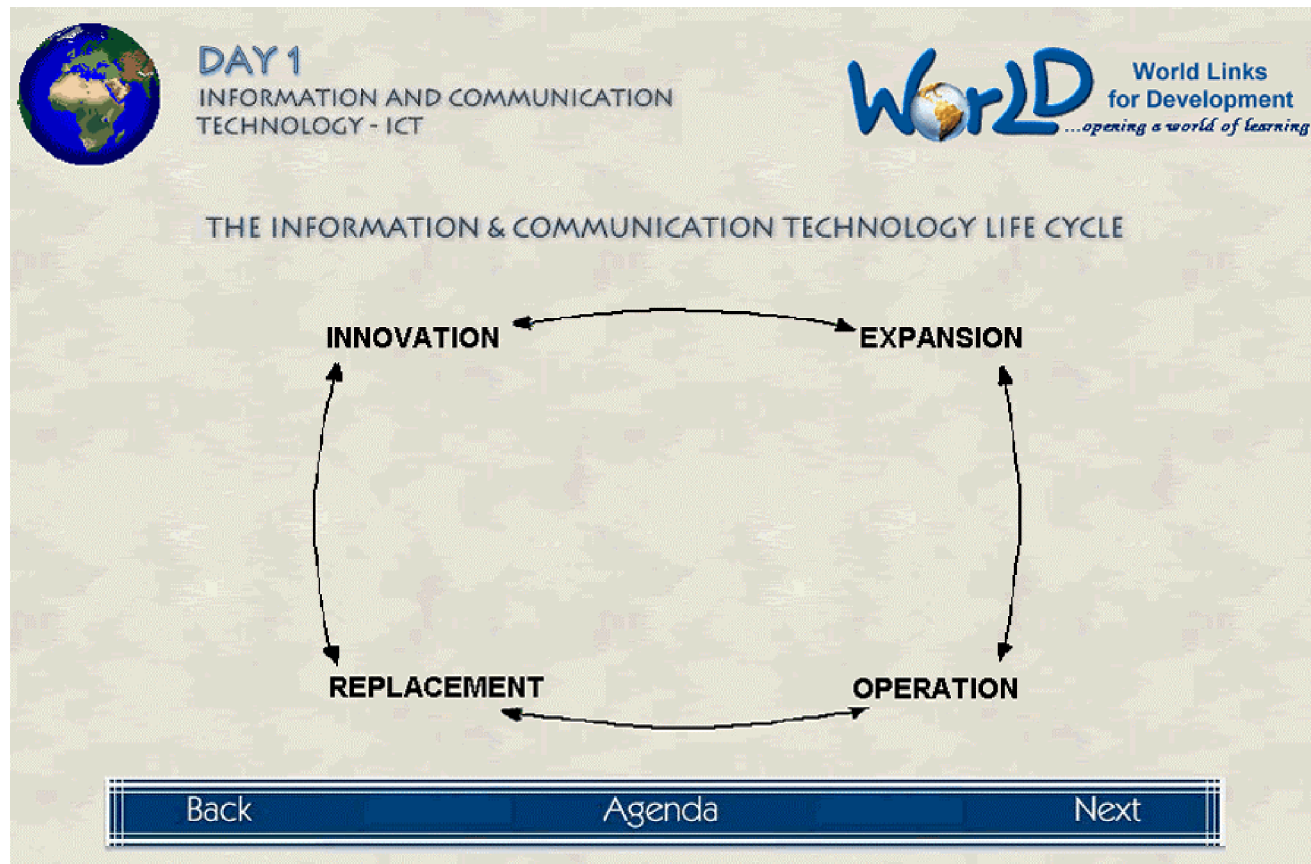 DAY 1
INFORMATION AND COMMUNICATION
TECHNOLOGY - ICT
WorLD
World Links
for Development
...opening a world of learning
THE INFORMATION & COMMUNICATION TECHNOLOGY LIFE CYCLE
INNOVATION
EXPANSION
REPLACEMENT
OPERATION
Back
Agenda
Next